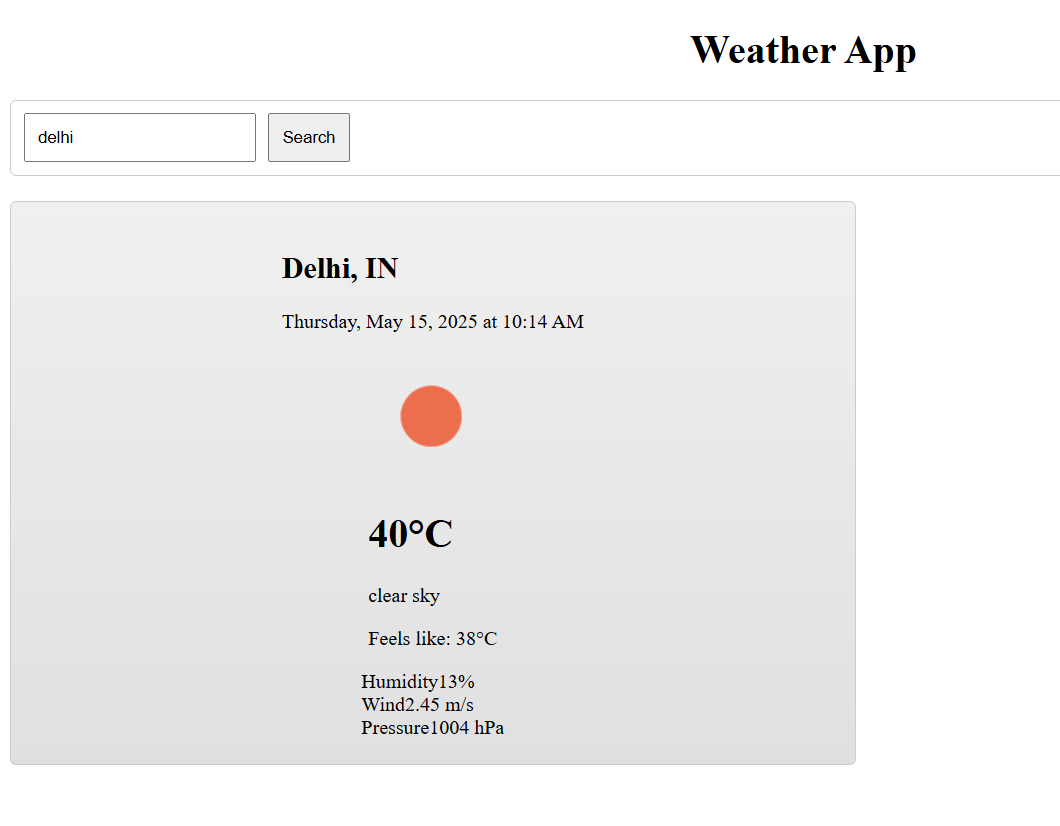 Weather App
delhi
Search
Delhi, IN
Thursday, May 15, 2025 at 10:14 AM
40°C
clear sky
Feels like: 38°C
Humidity13%
Wind2.45 m/s
Pressure1004 hPa